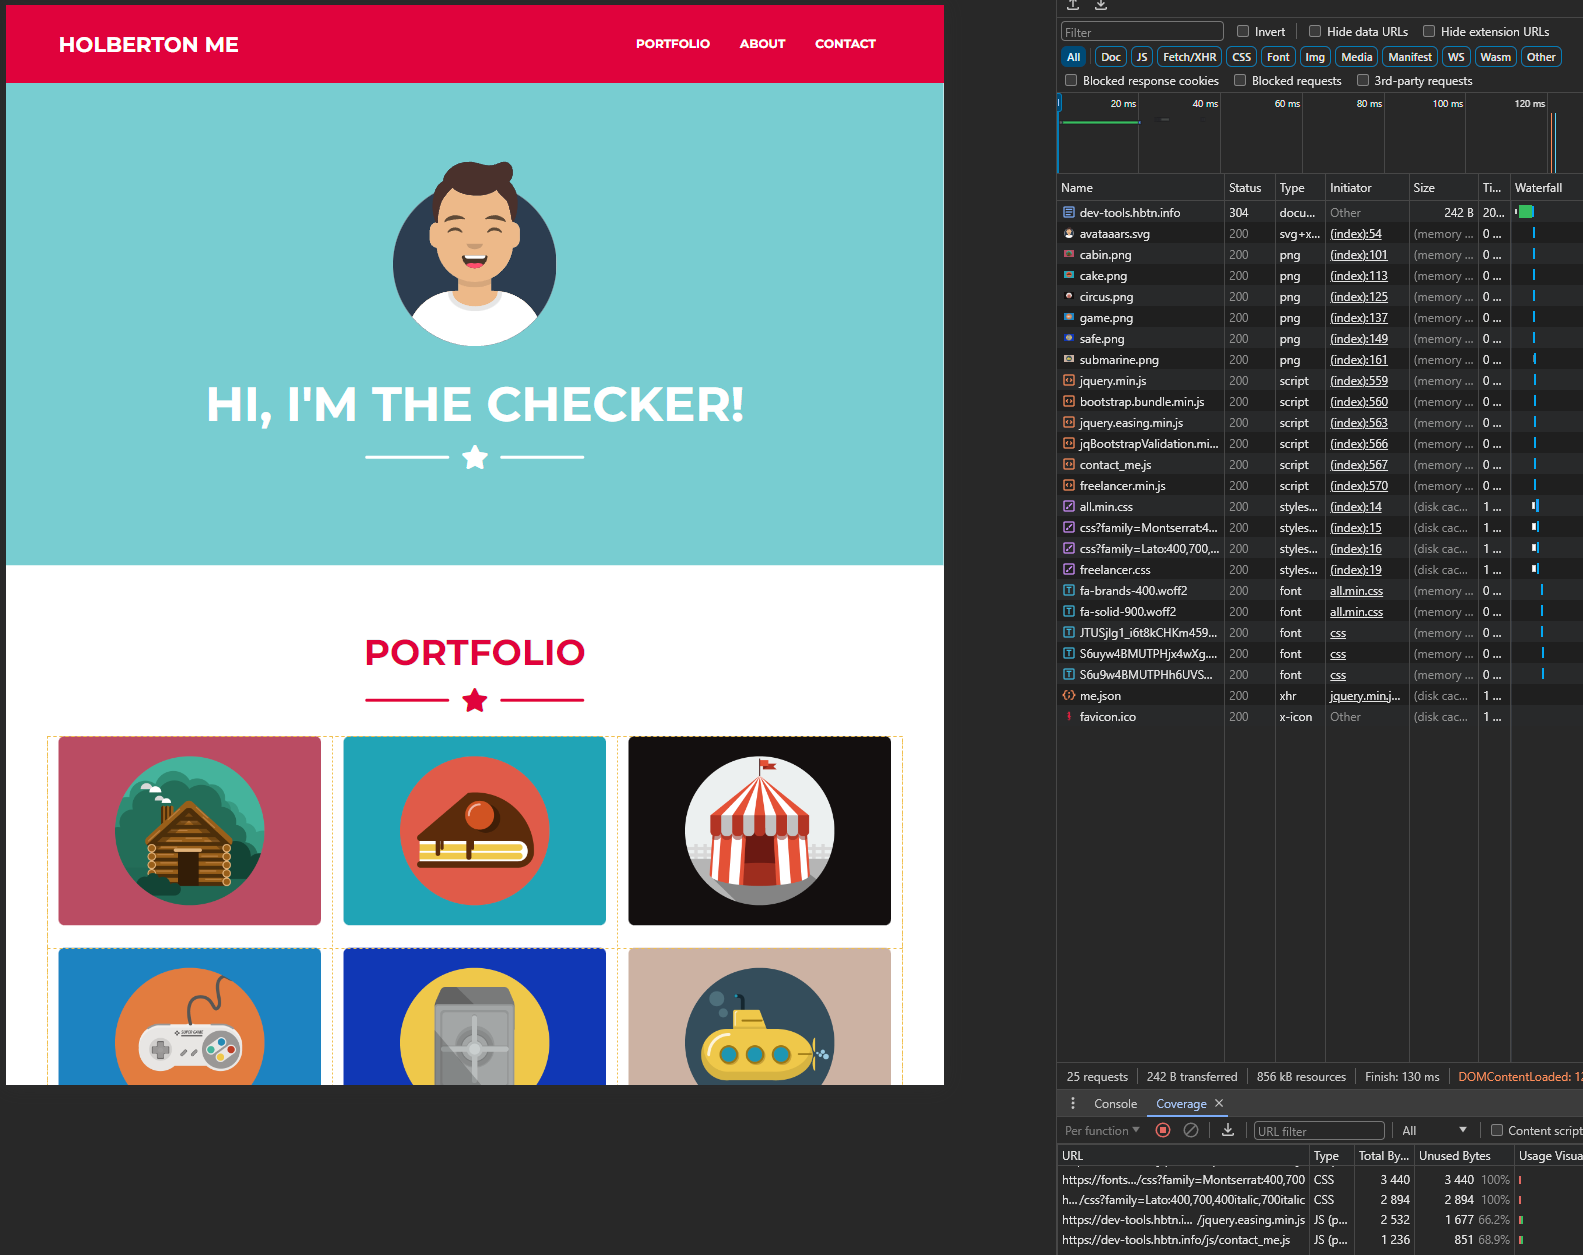 HOLBERTON ME
PORTFOLIO ABOUT CONTACT
HI, I'M THE CHECKER!
PORTFOLIO
SUPER GAME
Filter Invert Hide data URLs Hide extension URLs
All Doc JS Fetch/XHR CSS Font Img Media Manifest WS Wasm Other
Blocked response cookies Blocked requests 3rd-party requests
20 ms 40 ms 60 ms 80 ms 100 ms 120 ms
Name Status Type Initiator Size Ti... Waterfall
dev-tools.hbtn.info 304 docu... Other 242 B 20...
avataaars.svg 200 svg+x... (index):54 (memory ... 0 ...
cabin.png 200 png (index):101 (memory ... 0 ...
cake.png 200 png (index):113 (memory ... 0 ...
circus.png 200 png (index):125 (memory ... 0 ...
game.png 200 png (index):137 (memory ... 0 ...
safe.png 200 png (index):149 (memory ... 0 ...
submarine.png 200 png (index):161 (memory ... 0 ...
jquery.min.js 200 script (index):559 (memory ... 0 ...
bootstrap.bundle.min.js 200 script (index):560 (memory ... 0 ...
jquery.easing.min.js 200 script (index):563 (memory ... 0 ...
jqBootstrapValidation.mi... 200 script (index):566 (memory ... 0 ...
contact_me.js 200 script (index):567 (memory ... 0 ...
freelancer.min.js 200 script (index):570 (memory ... 0 ...
all.min.css 200 styles... (index):14 (disk cac... 1 ...
css?family=Montserrat:4... 200 styles... (index):15 (disk cac... 1 ...
css?family=Lato:400,700,... 200 styles... (index):16 (disk cac... 1 ...
freelancer.css 200 styles... (index):19 (disk cac... 1 ...
fa-brands-400.woff2 200 font all.min.css (memory ... 0 ...
fa-solid-900.woff2 200 font all.min.css (memory ... 0 ...
JTUSjIg1_i6t8kCHKm459... 200 font css (memory ... 0 ...
S6uyw4BMUTPHjx4wXg.... 200 font css (memory ... 0 ...
S6u9w4BMUTPHh6UVS... 200 font css (memory ... 0 ...
me.json 200 xhr jquery.min.j... (disk cac... 1 ...
favicon.ico 200 x-icon Other (disk cac... 1 ...
25 requests 242 B transferred 856 kB resources Finish: 130 ms DOMContentLoaded: 12
Console Coverage
Per function URL filter All Content script
URL Type Total By... Unused Bytes Usage Visua
https://fonts.../css?family=Montserrat:400,700 CSS 3 440 3 440 100%
h... /css?family=Lato:400,700,400italic,700italic CSS 2 894 2 894 100%
https://dev-tools.hbtn.i... /jquery.easing.min.js JS (p... 2 532 1 677 66.2%
https://dev-tools.hbtn.info/js/contact_me.js JS (p... 1 236 851 68.9%